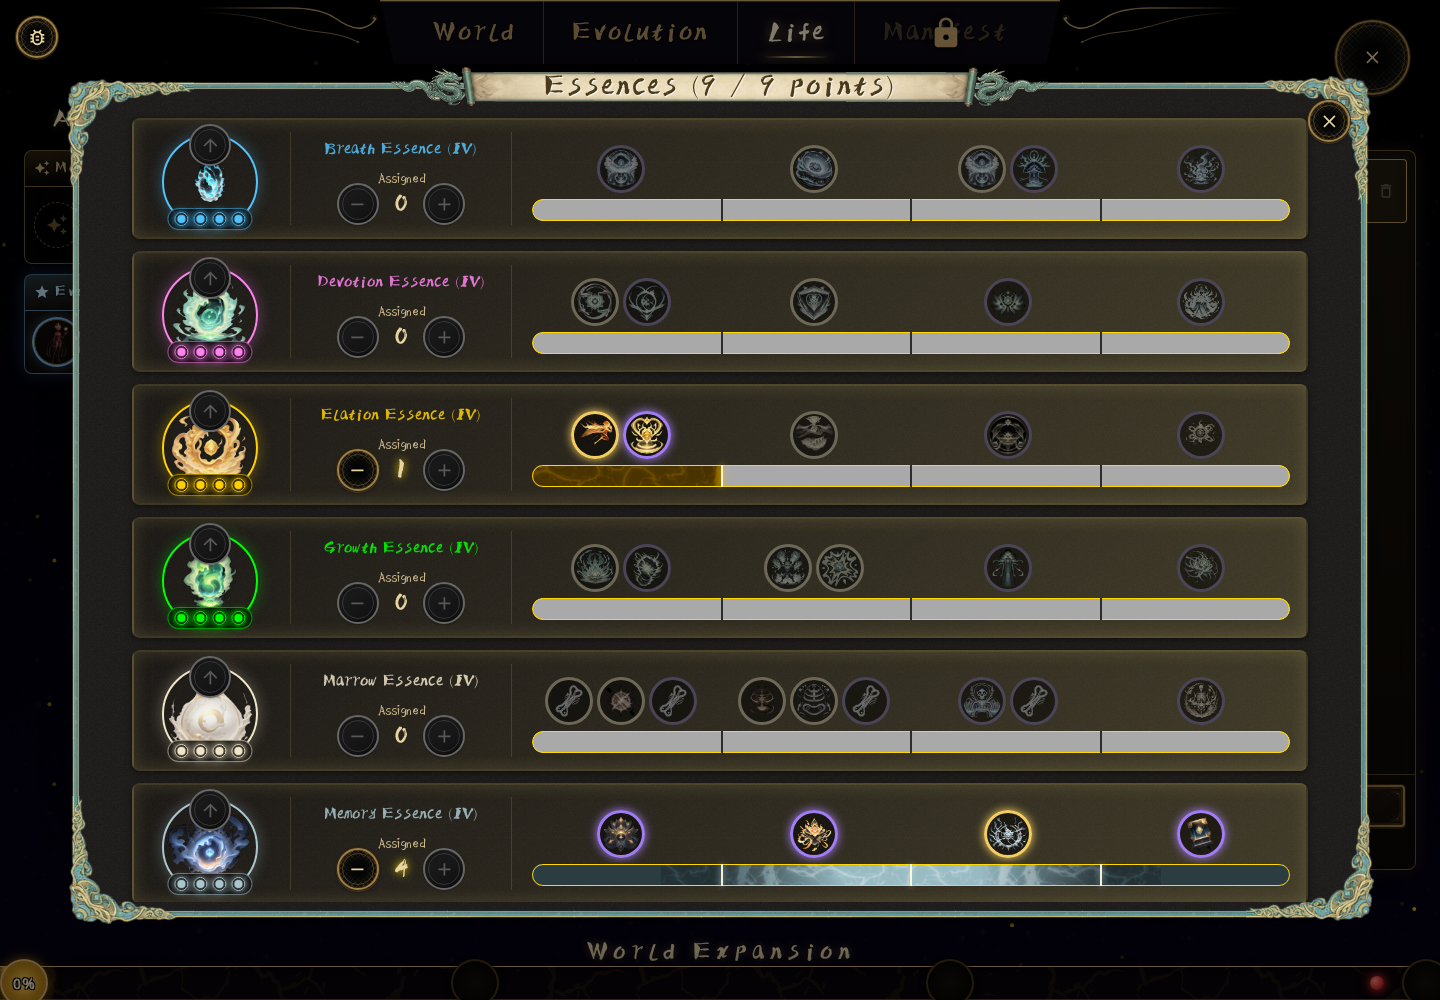 World
Evolution
Life
Essences (9 / 9 points)
Breath Essence (IV)
Assigned
0
Devotion Essence (IV)
Assigned
0
Elation Essence (IV)
Assigned
1
Growth Essence (IV)
Assigned
0
Marrow Essence (IV)
Assigned
0
Memory Essence (IV)
Assigned
4
World Expansion
0%